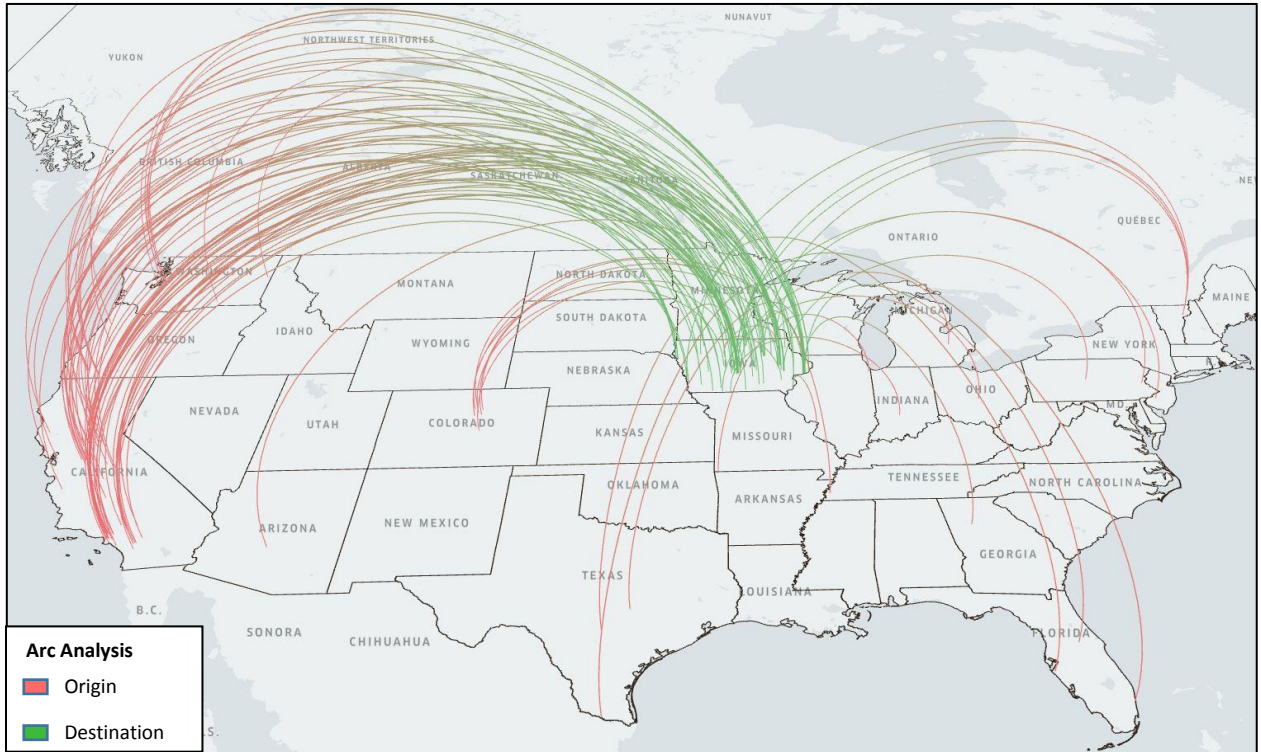 NUNAVUT
NORTHWEST TERRITORIES
YUKON
BRITISH COLUMBIA
ALBERTA
SASKATCHEWAN
MANITOBA
QUÉBEC
ONTARIO
WASHINGTON
NORTH DAKOTA
MONTANA
MINNESOTA
MAINE
MICHIGAN
SOUTH DAKOTA
IDAHO
OREGON
WYOMING
NEW YORK
NEBRASKA
IOWA
OHIO
INDIANA
MD.
NEVADA
UTAH
COLORADO
KANSAS
MISSOURI
CALIFORNIA
TENNESSEE
NORTH CAROLINA
OKLAHOMA
ARKANSAS
ARIZONA
NEW MEXICO
GEORGIA
TEXAS
LOUISIANA
B.C.
SONORA
CHIHUAHUA
FLORIDA
Arc Analysis
Origin
Destination